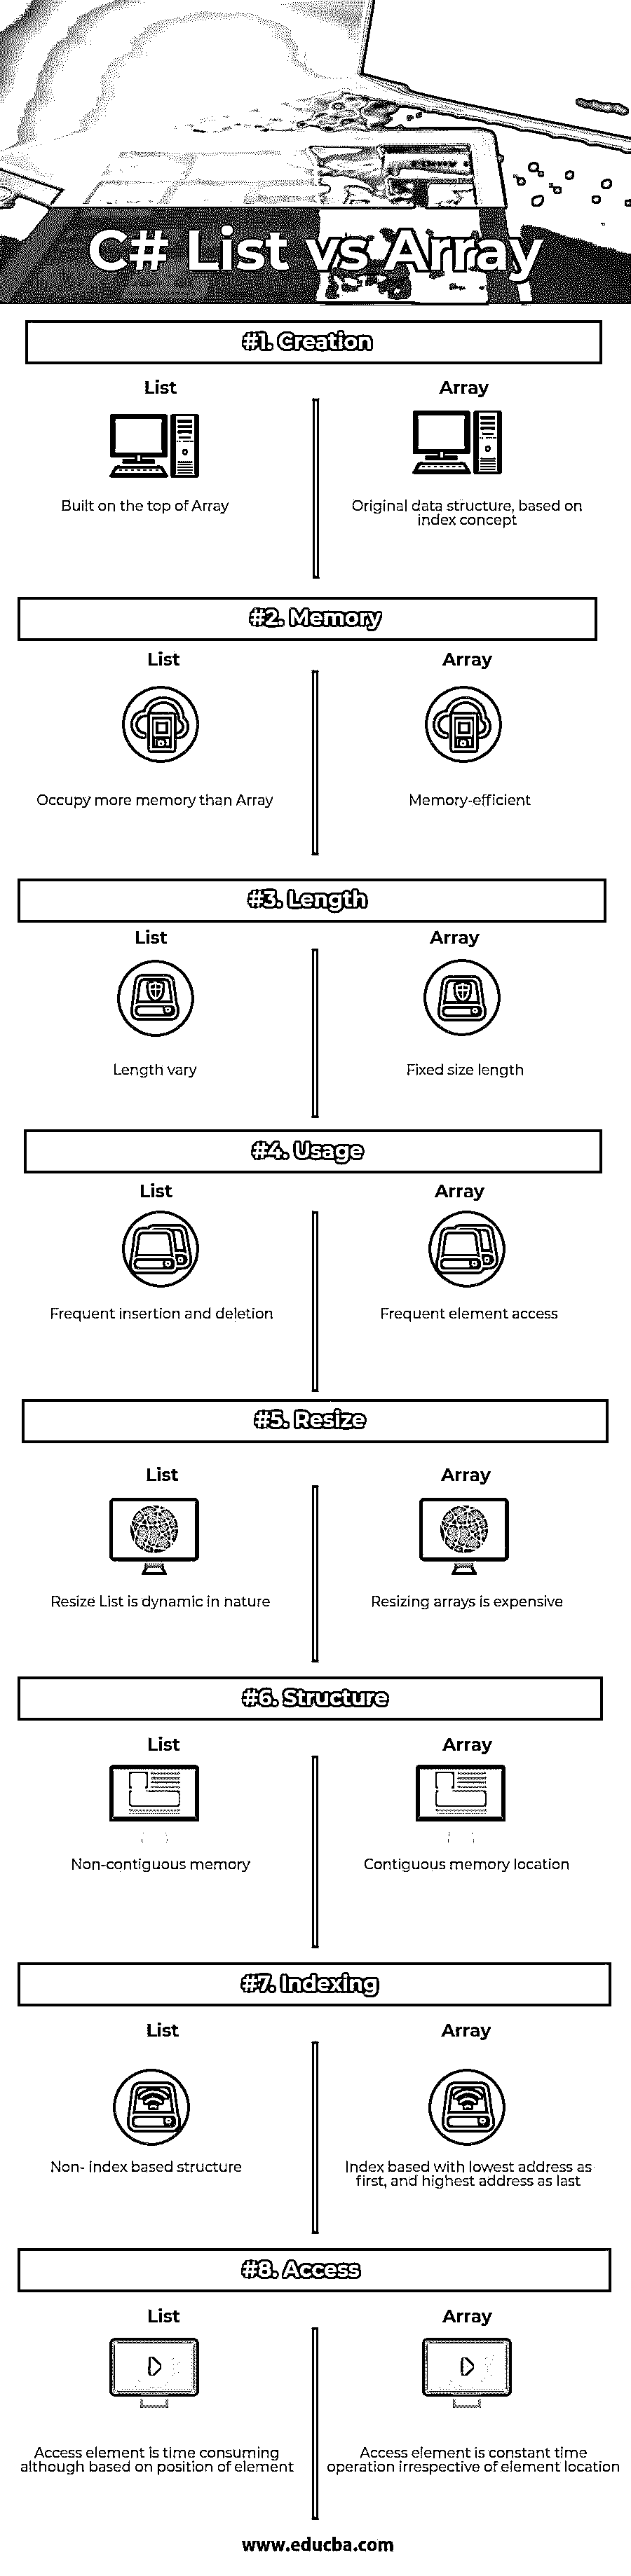 C# List vs Array
#1. Creation
List
Array
Built on the top of Array
Original data structure, based on
index concept
#2. Memory
List
Array
Occupy more memory than Array
Memory-efficient
#3. Length
List
Array
Length vary
Fixed size length
#4. Usage
List
Array
Frequent insertion and deletion
Frequent element access
#5. Resize
List
Array
Resize List is dynamic in nature
Resizing arrays is expensive
#6. Structure
List
Array
Non-contiguous memory
Contiguous memory location
#7. Indexing
List
Array
Non- index based structure
Index based with lowest address as
first, and highest address as last
#8. Access
List
Array
Access element is time consuming
although based on position of element
Access element is constant time
operation irrespective of element location
www.educba.com